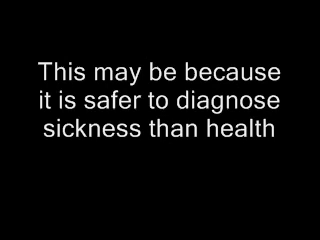 This may be because
it is safer to diagnose
sickness than health